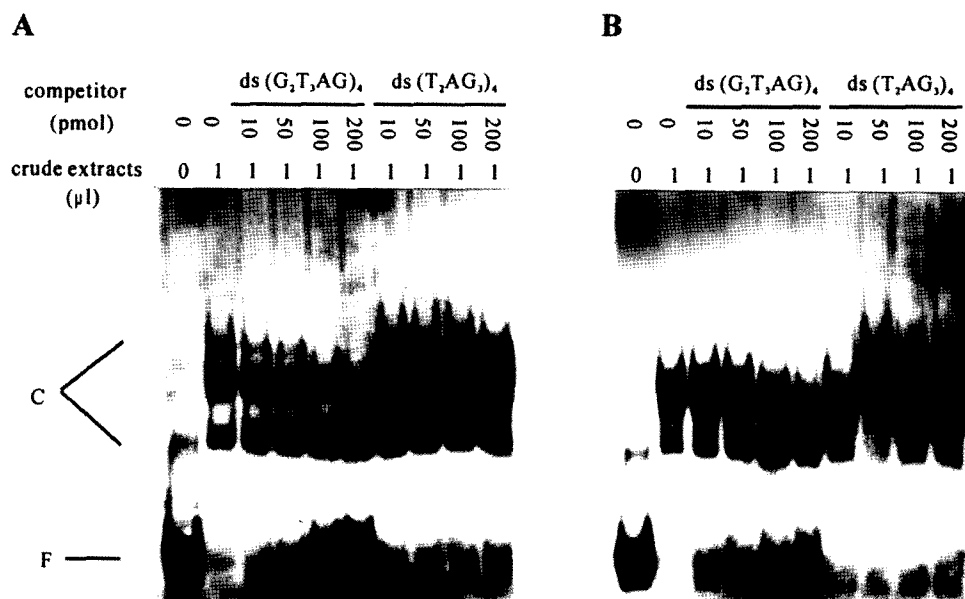 A
B
ds (G₂T₃AG)₄ ds (T₂AG₃)₄
competitor (pmol) 0 0 10 50 100 200 10 50 100 200
crude extracts (μl) 0 1 1 1 1 1 1 1 1 1
C
F
ds (G₂T₃AG)₄ ds (T₂AG₃)₄
0 0 10 50 100 200 10 50 100 200
0 1 1 1 1 1 1 1 1 1